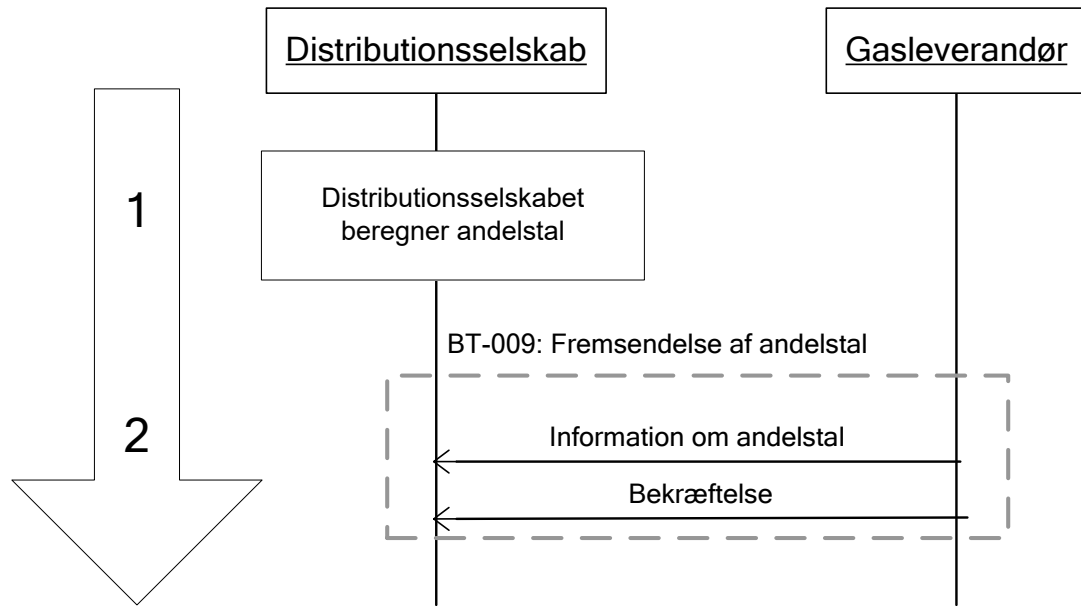 Distributionsselskab
Gasleverandør
1
Distributionsselskabet
beregner andelstal
BT-009: Fremsendelse af andelstal
2
Information om andelstal
Bekræftelse